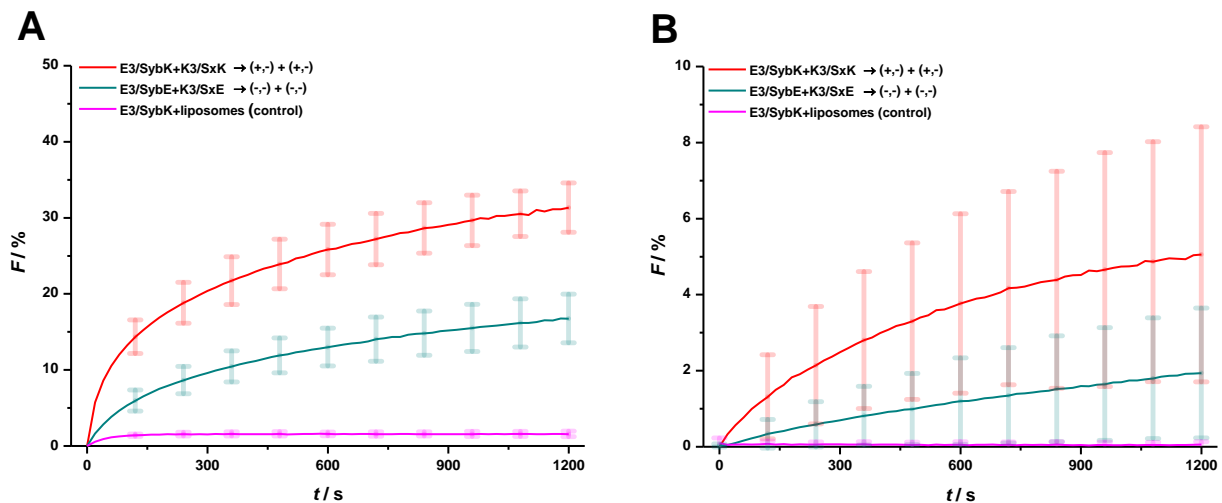 A
50
40
30
20
10
0
F / %
E3/SybK+K3/SxK → (+,-) + (+,-)
E3/SybE+K3/SxE → (-,-) + (-,-)
E3/SybK+liposomes (control)
0 300 600 900 1200
t / s
B
10
8
6
4
2
0
F / %
E3/SybK+K3/SxK → (+,-) + (+,-)
E3/SybE+K3/SxE → (-,-) + (-,-)
E3/SybK+liposomes (control)
0 300 600 900 1200
t / s